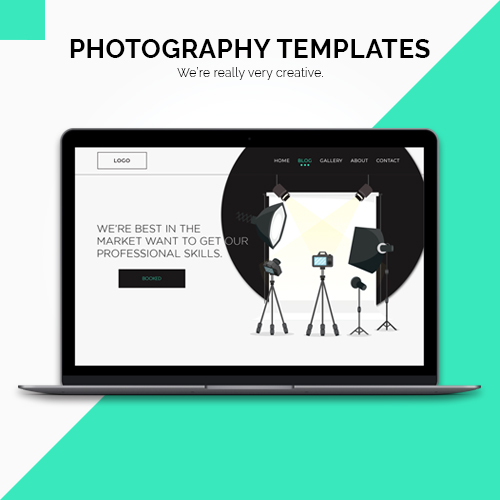 PHOTOGRAPHY TEMPLATES
We're really very creative.
LOGO
HOME BLOG GALLERY ABOUT CONTACT
WE'RE BEST IN THE
MARKET WANT TO GET OUR
PROFESSIONAL SKILLS.
BOOKED